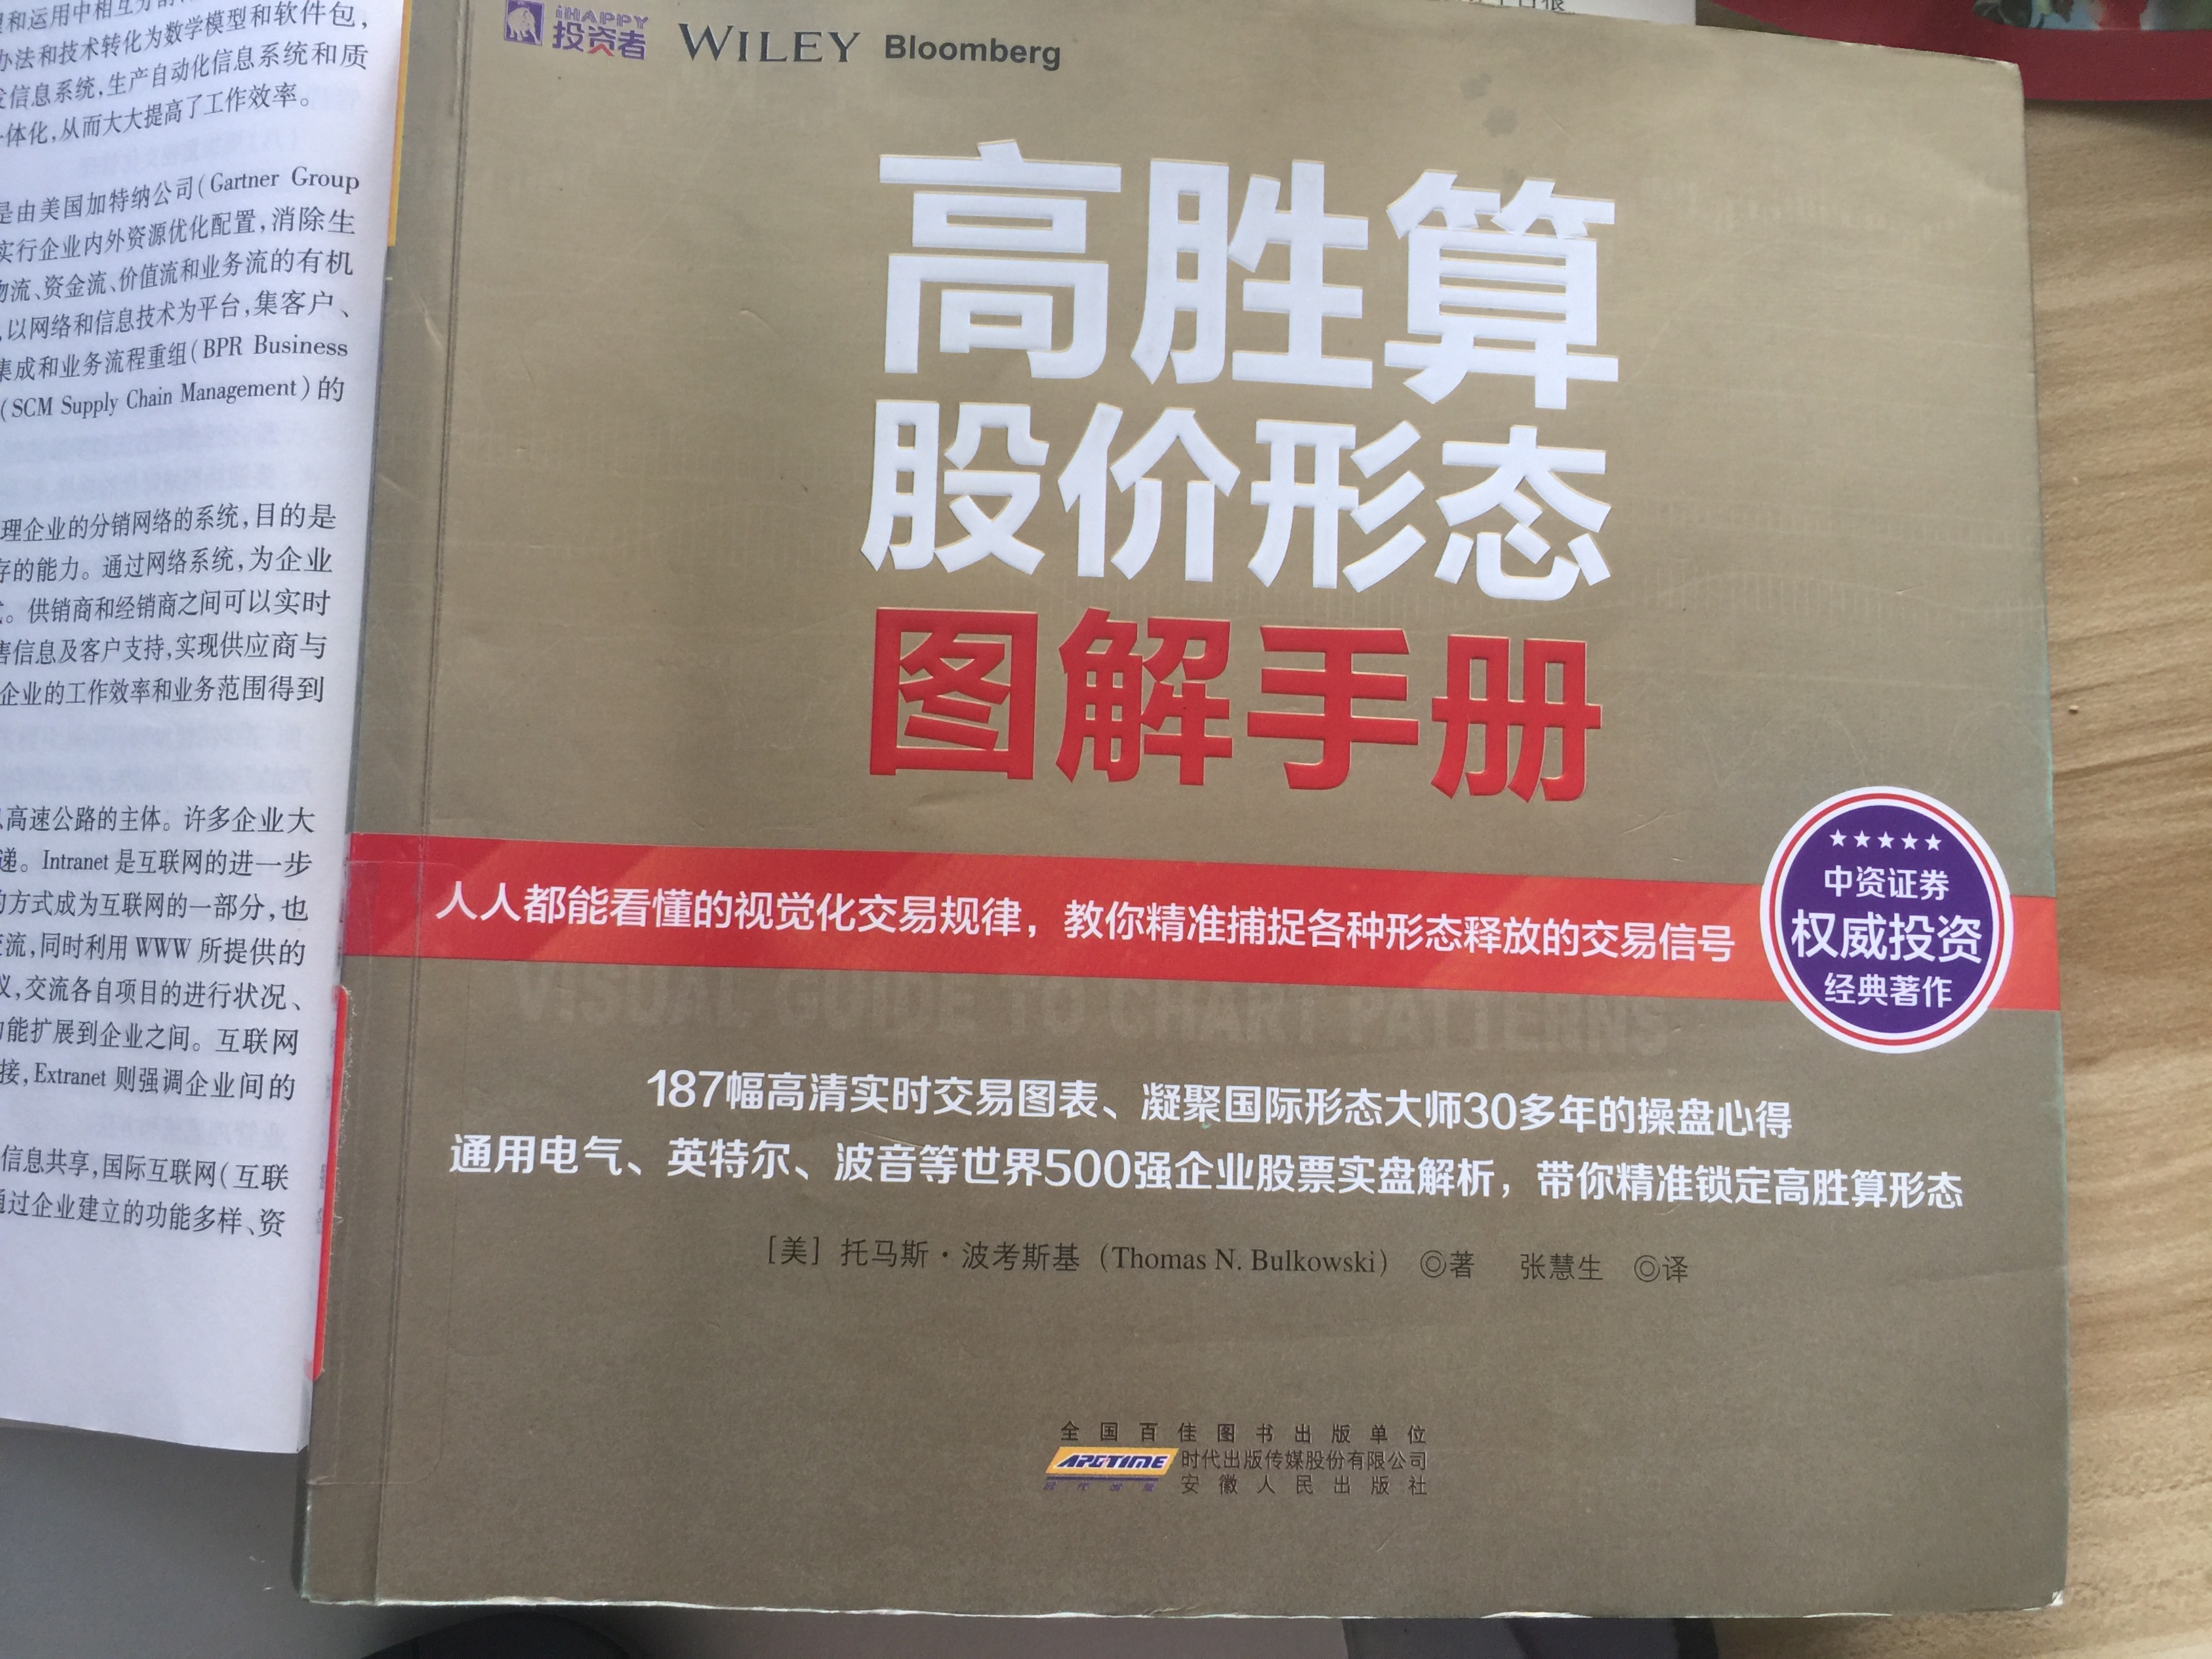 iHAPPY
投资者
WILEY Bloomberg
高胜算
股价形态
图解手册
人人都能看懂的视觉化交易规律，教你精准捕捉各种形态释放的交易信号
★★★★★
中资证券
权威投资
经典著作
187幅高清实时交易图表、凝聚国际形态大师30多年的操盘心得
通用电气、英特尔、波音等世界500强企业股票实盘解析，带你精准锁定高胜算形态
[美] 托马斯·波考斯基（Thomas N. Bulkowski） ◎著 张慧生 ◎译
全国百佳图书出版单位
APGTIME
时代出版传媒股份有限公司
安徽人民出版社
办法和技术转化为数学模型和软件包，
信息系统，生产自动化信息系统和质
体化，从而大大提高了工作效率。
是由美国加特纳公司（Gartner Group
实行企业内外资源优化配置，消除生
物流、资金流、价值流和业务流的有机
，以网络和信息技术为平台，集客户、
集成和业务流程重组（BPR Business
（SCM Supply Chain Management）的
理企业的分销网络的系统，目的是
存的能力。通过网络系统，为企业
。供销商和经销商之间可以实时
售信息及客户支持，实现供应商与
企业的工作效率和业务范围得到
高速公路的主体。许多企业大
递。Intranet 是互联网的进一步
的方式成为互联网的一部分，也
流，同时利用 WWW 所提供的
议，交流各自项目的进行状况、
功能扩展到企业之间。互联网
接，Extranet 则强调企业间的
信息共享，国际互联网（互联
通过企业建立的功能多样、资